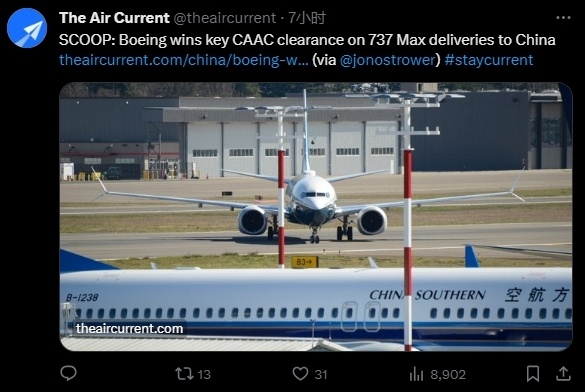 The Air Current @theaircurrent · 7小时
SCOOP: Boeing wins key CAAC clearance on 737 Max deliveries to China
theaircurrent.com/china/boeing-w... (via @jonostrower) #staycurrent
B3→
B-1238
CHINA SOUTHERN 空航方
theaircurrent.com
13
31
8,902